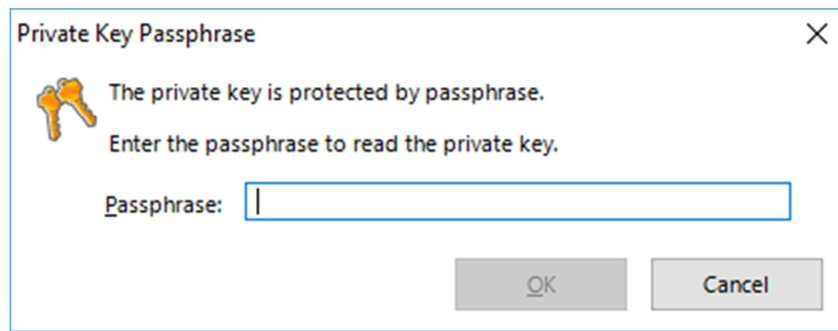 Private Key Passphrase
The private key is protected by passphrase.
Enter the passphrase to read the private key.
Passphrase:
OK Cancel